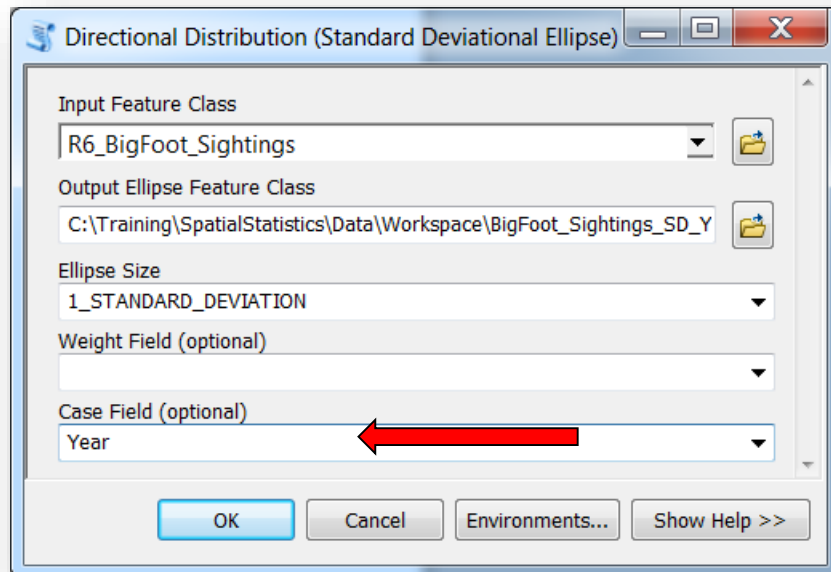 Directional Distribution (Standard Deviational Ellipse)
Input Feature Class
R6_BigFoot_Sightings
Output Ellipse Feature Class
C:\Training\SpatialStatistics\Data\Workspace\BigFoot_Sightings_SD_Y
Ellipse Size
1_STANDARD_DEVIATION
Weight Field (optional)
Case Field (optional)
Year
OK Cancel Environments... Show Help >>